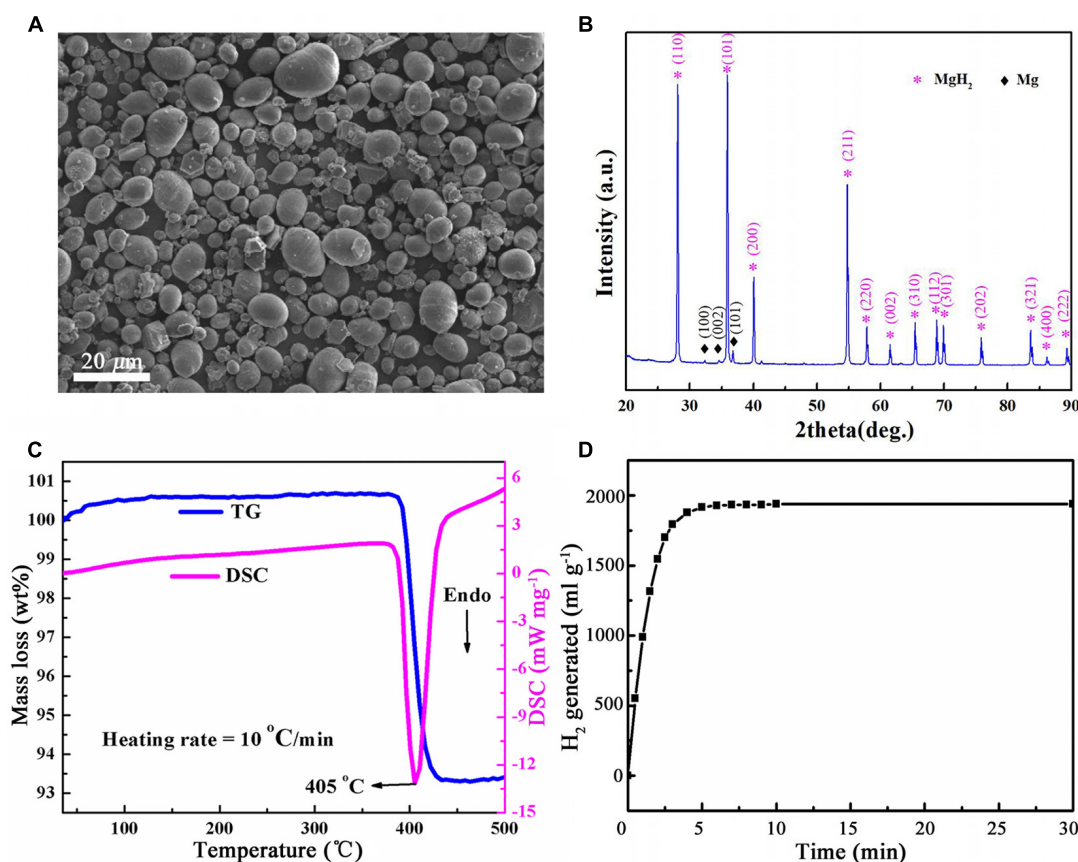 A
20 μm
B
Intensity (a.u.)
* (110)
* (101)
* MgH2
◆ Mg
* (211)
* (200)
(100)
(002)
(101)
* (220)
* (002)
* (310)
* (112)
* (301)
* (202)
* (321)
* (400)
* (222)
20 30 40 50 60 70 80 90
2theta(deg.)
C
Mass loss (wt%)
101
100
99
98
97
96
95
94
93
TG
DSC
Endo
Heating rate = 10 °C/min
405 °C
6
3
0
-3
-6
-9
-12
-15
DSC (mW mg-1)
100 200 300 400 500
Temperature (℃)
D
H2 generated (ml g-1)
2000
1500
1000
500
0
0 5 10 15 20 25 30
Time (min)